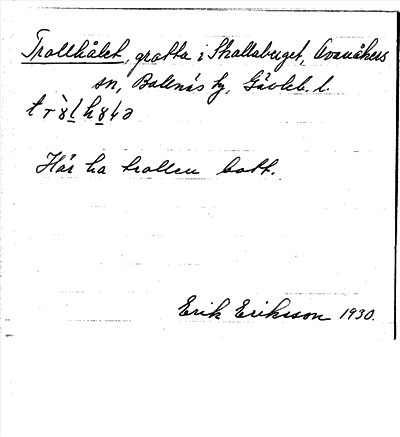 Trollhålet, grotta i Skallaberget, Ovanåkers
sn, Bollnäs tg, Gävleb. l.
Här ha trollen bott.
Erik Eriksson 1930.